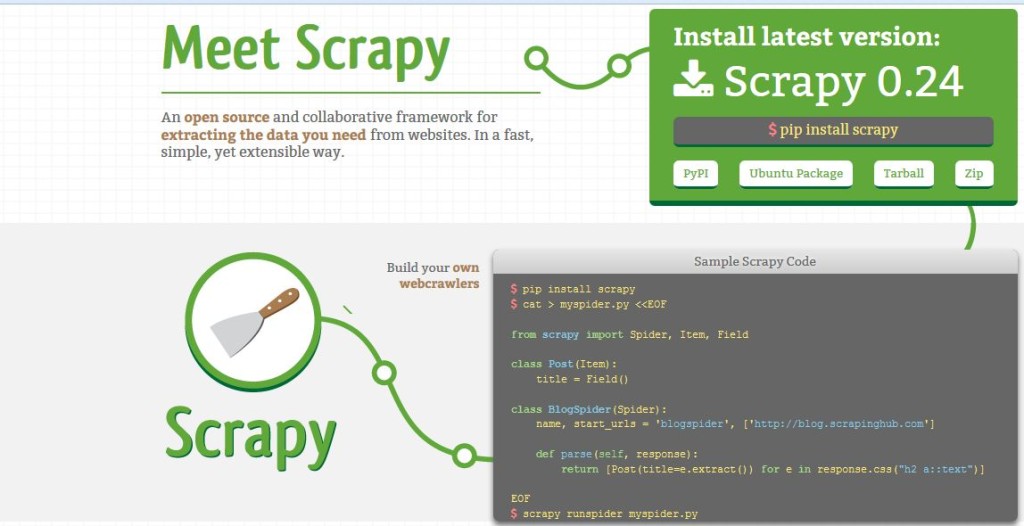 Meet Scrapy
An open source and collaborative framework for
extracting the data you need from websites. In a fast,
simple, yet extensible way.
Install latest version:
Scrapy 0.24
$ pip install scrapy
PyPI
Ubuntu Package
Tarball
Zip
Scrapy
Build your own
webcrawlers
Sample Scrapy Code
$ pip install scrapy
$ cat > myspider.py <<EOF
from scrapy import Spider, Item, Field
class Post(Item):
    title = Field()
class BlogSpider(Spider):
    name, start_urls = 'blogspider', ['http://blog.scrapinghub.com']
    def parse(self, response):
        return [Post(title=e.extract()) for e in response.css("h2 a::text")]
EOF
$ scrapy runspider myspider.py